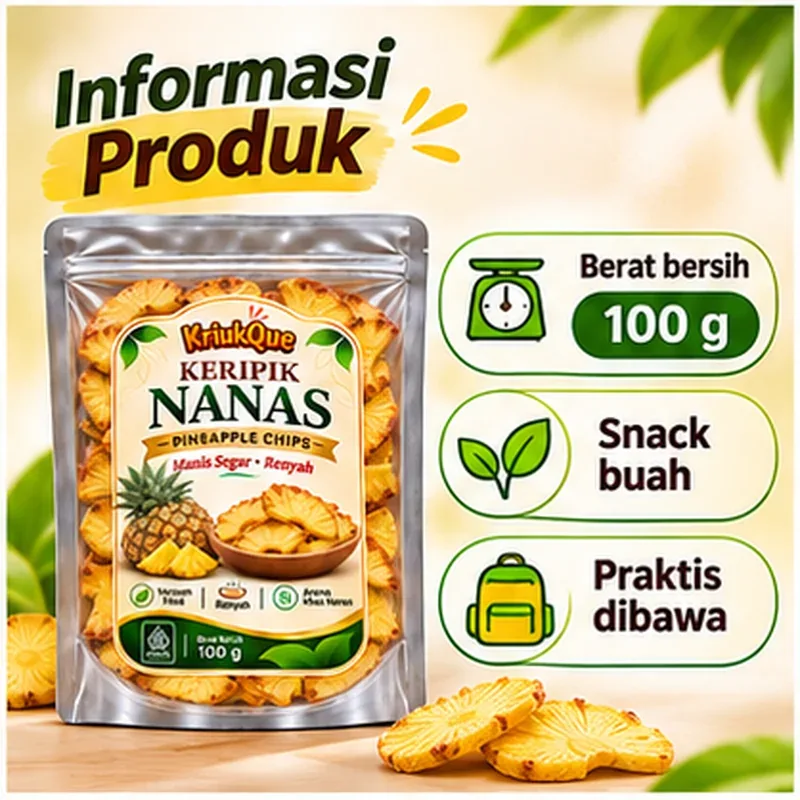 Informasi
Produk
KriukQue
KERIPIK
NANAS
PINEAPPLE CHIPS
Manis Segar • Renyah
Renyah
100 g
Berat bersih
100 g
Snack
buah
Praktis
dibawa